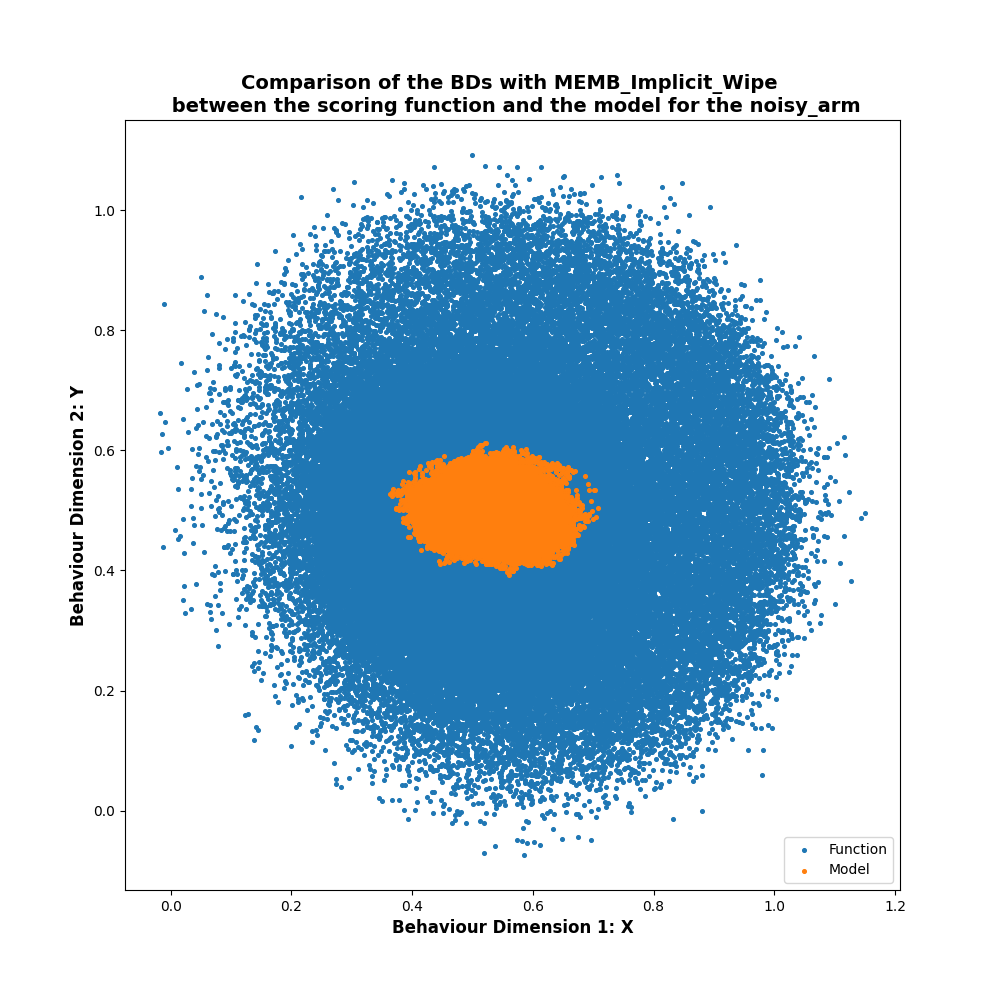 Comparison of the BDs with MEMB_Implicit_Wipe
between the scoring function and the model for the noisy_arm
Behaviour Dimension 2: Y
1.0
0.8
0.6
0.4
0.2
0.0
0.0 0.2 0.4 0.6 0.8 1.0 1.2
Behaviour Dimension 1: X
Function
Model